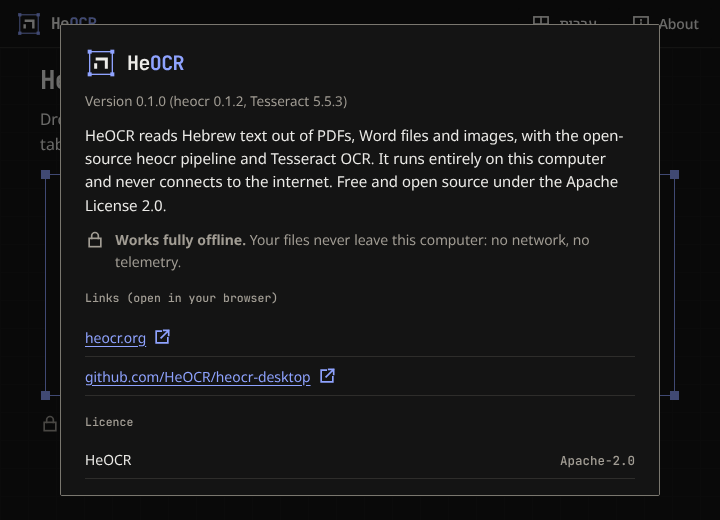 HeOCR
עברית
About
HeOCR
Version 0.1.0 (heocr 0.1.2, Tesseract 5.5.3)
HeOCR reads Hebrew text out of PDFs, Word files and images, with the open-
source heocr pipeline and Tesseract OCR. It runs entirely on this computer
and never connects to the internet. Free and open source under the Apache
License 2.0.
Works fully offline. Your files never leave this computer: no network, no
telemetry.
Links (open in your browser)
heocr.org
github.com/HeOCR/heocr-desktop
Licence
HeOCR Apache-2.0